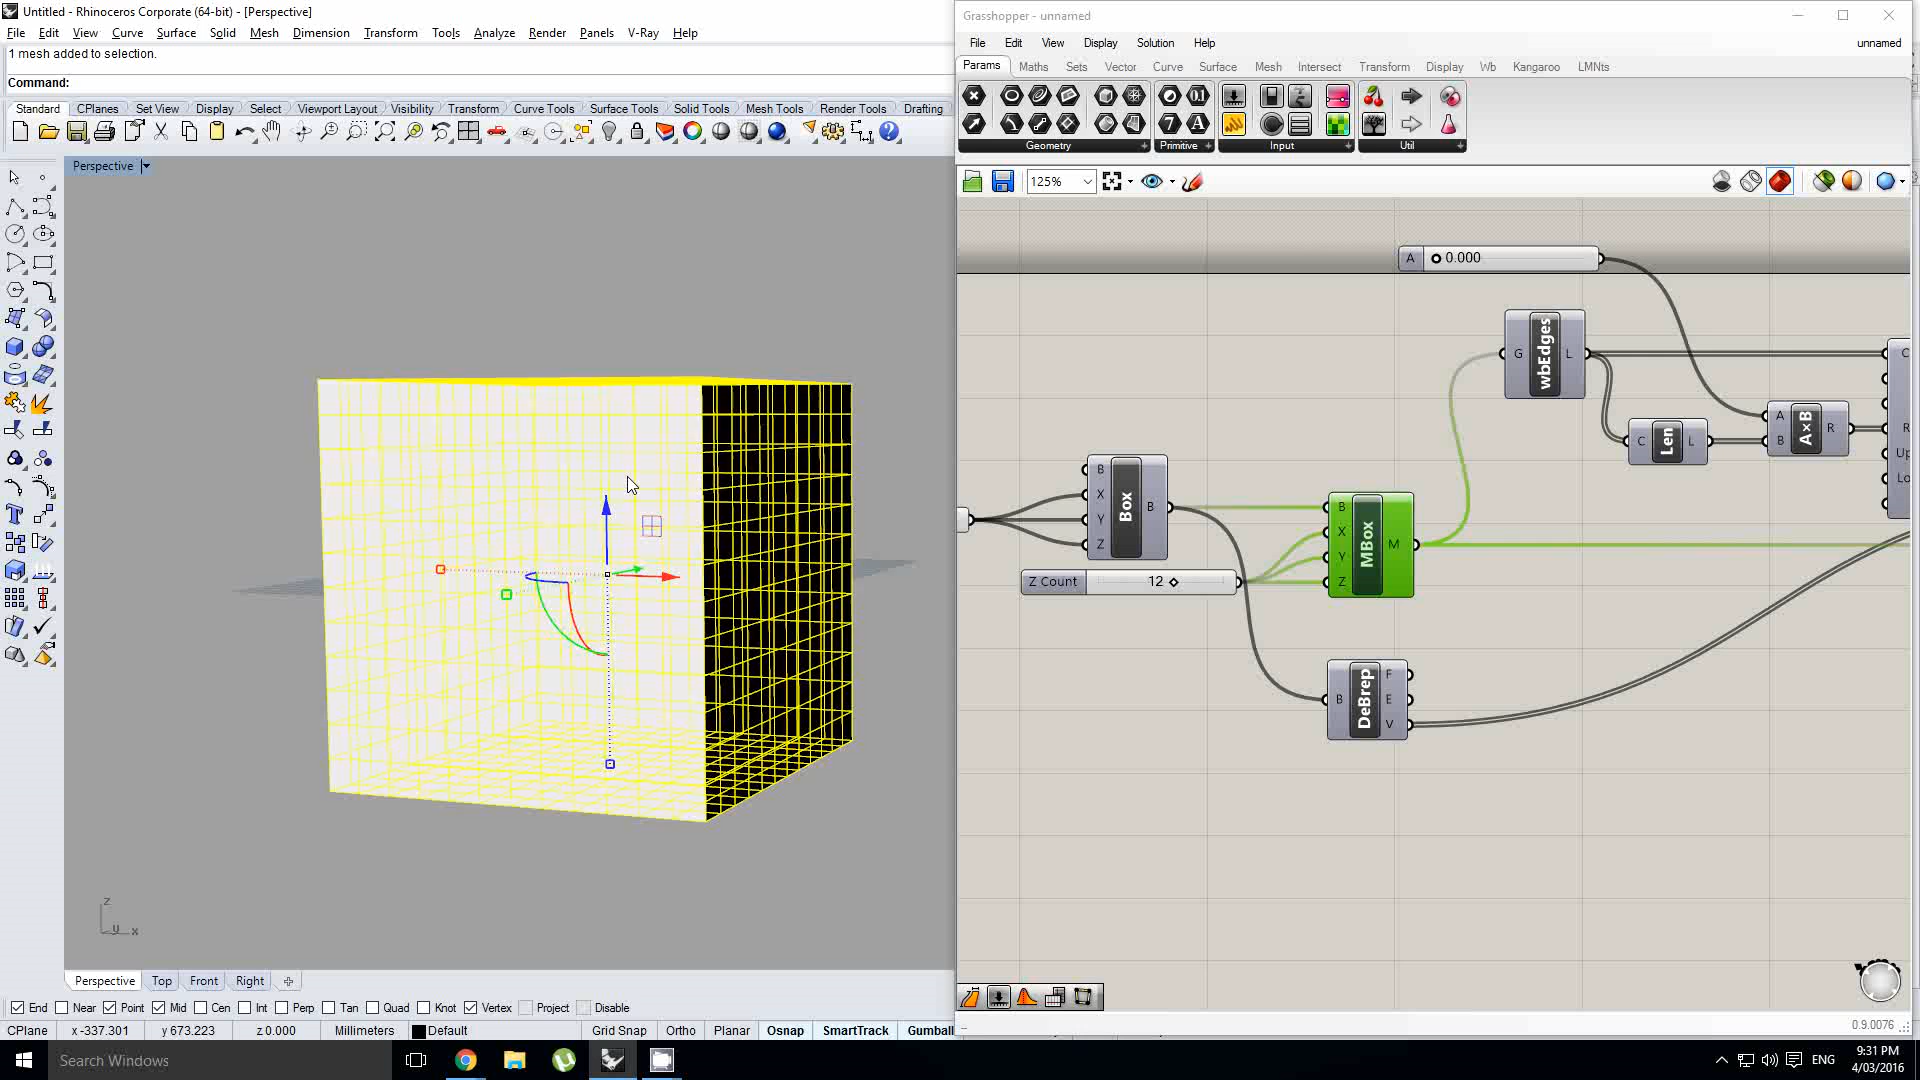 Untitled - Rhinoceros Corporate (64-bit) - [Perspective]
File Edit View Curve Surface Solid Mesh Dimension Transform Tools Analyze Render Panels V-Ray Help
1 mesh added to selection.
Command:
Standard CPlanes Set View Display Select Viewport Layout Visibility Transform Curve Tools Surface Tools Solid Tools Mesh Tools Render Tools Drafting
Perspective
z
x
Perspective Top Front Right
End Near Point Mid Cen Int Perp Tan Quad Knot Vertex Project Disable
CPlane x -337.301 y 673.223 z 0.000 Millimeters Default Grid Snap Ortho Planar Osnap SmartTrack Gumball
Grasshopper - unnamed
File Edit View Display Solution Help unnamed
Params Maths Sets Vector Curve Surface Mesh Intersect Transform Display Wb Kangaroo LMNts
Geometry Primitive Input Util
125%
A 0.000
G wbEdges L
C Len L
A B A×B R
C
R
Up
Lo
B X Y Z Box B
Z Count 12
B X Y Z MBox M
B DeBrep F E V
0.9.0076
Search Windows
ENG
9:31 PM
4/03/2016